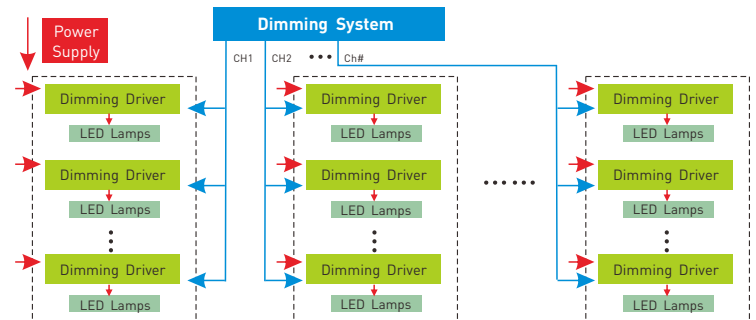 Power
Supply
Dimming System
CH1
CH2
Ch#
Dimming Driver
LED Lamps
Dimming Driver
LED Lamps
Dimming Driver
LED Lamps
Dimming Driver
LED Lamps
Dimming Driver
LED Lamps
Dimming Driver
LED Lamps
Dimming Driver
LED Lamps
Dimming Driver
LED Lamps
Dimming Driver
LED Lamps